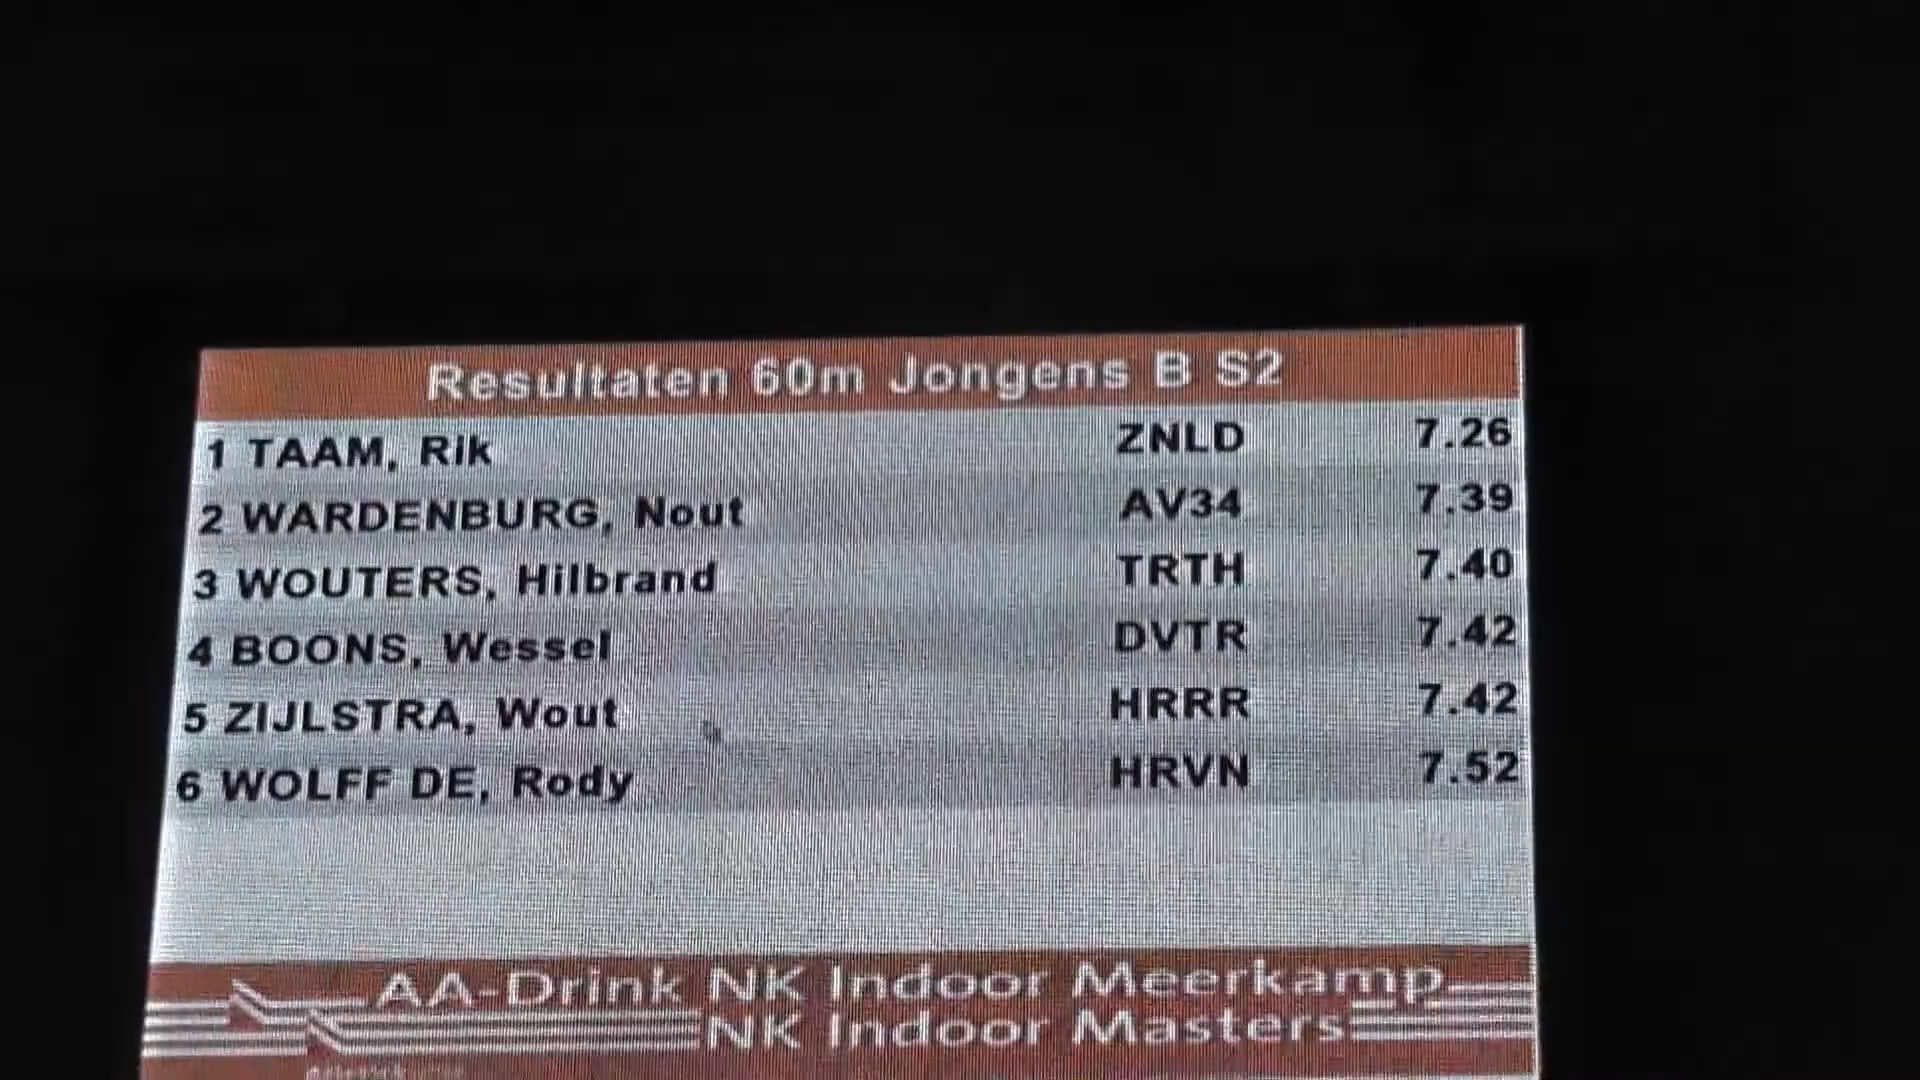 Resultaten 60m Jongens B S2
1 TAAM, Rik ZNLD 7.26
2 WARDENBURG, Nout AV34 7.39
3 WOUTERS, Hilbrand TRTH 7.40
4 BOONS, Wessel DVTR 7.42
5 ZIJLSTRA, Wout HRRR 7.42
6 WOLFF DE, Rody HRVN 7.52
AA-Drink NK Indoor Meerkamp
NK Indoor Masters